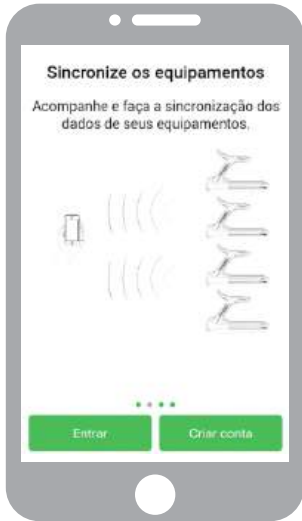 Sincronize os equipamentos
Acompanhe e faça a sincronização dos
dados de seus equipamentos.
Entrar Criar conta